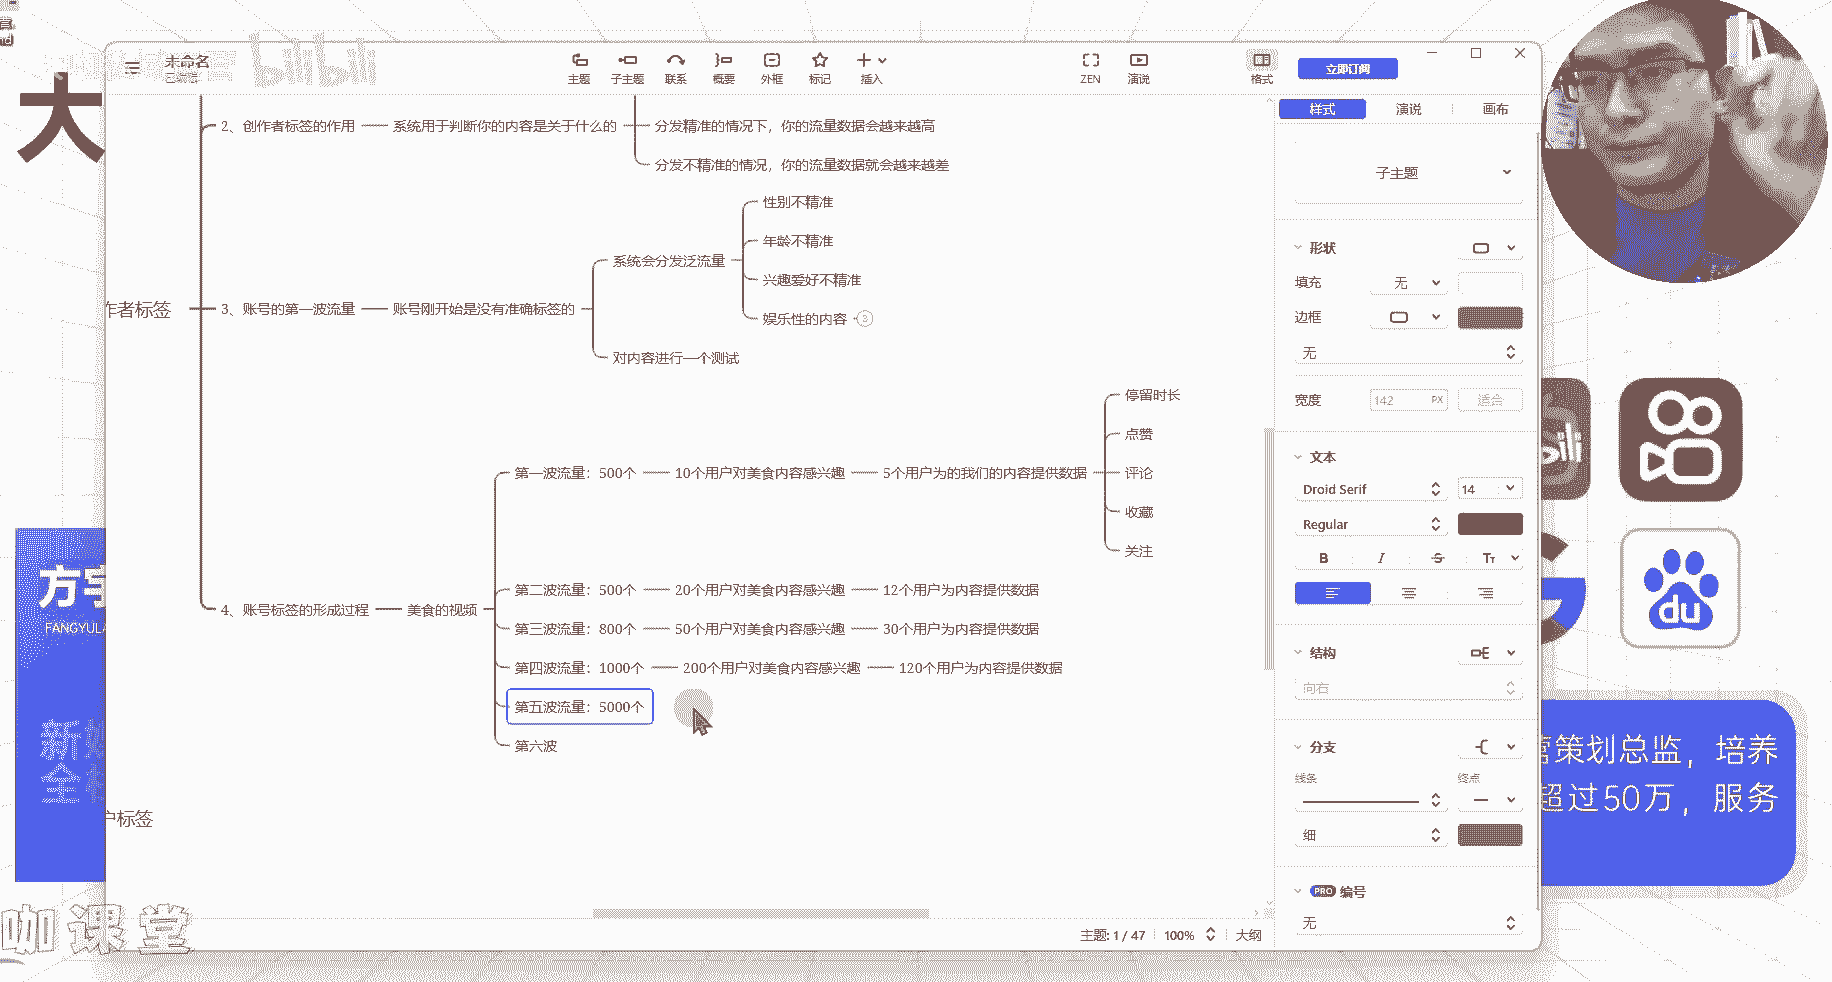 未命名
bilibili
主题 子主题 联系 概要 外框 标记 插入
ZEN 演说 格式
立即订阅
大
样式 演说 画布
2、创作者标签的作用 系统用于判断你的内容是关于什么的 分发精准的情况下，你的流量数据会越来越高
分发不精准的情况，你的流量数据就会越来越差
性别不精准
年龄不精准
兴趣爱好不精准
娱乐性的内容
系统会分发泛流量
作者标签
3、账号的第一波流量 账号刚开始是没有准确标签的
对内容进行一个测试
停留时长
点赞
第一波流量：500个 10个用户对美食内容感兴趣 5个用户为的我们的内容提供数据 评论
收藏
关注
第二波流量：500个 20个用户对美食内容感兴趣 12个用户为内容提供数据
4、账号标签的形成过程 美食的视频
第三波流量：800个 50个用户对美食内容感兴趣 30个用户为内容提供数据
第四波流量：1000个 200个用户对美食内容感兴趣 120个用户为内容提供数据
第五波流量：5000个
第六波
户标签
子主题
形状
填充 无
边框
无
宽度 142 PX 适合
文本
Droid Serif 14
Regular
B I S Tт
结构
向右
分支
线条 终点
细
PRO 编号
无
主题: 1 / 47 100% 大纲
方宇
FANGYULA
新
全
咖课堂
ili
du
营策划总监，培养
超过50万，服务